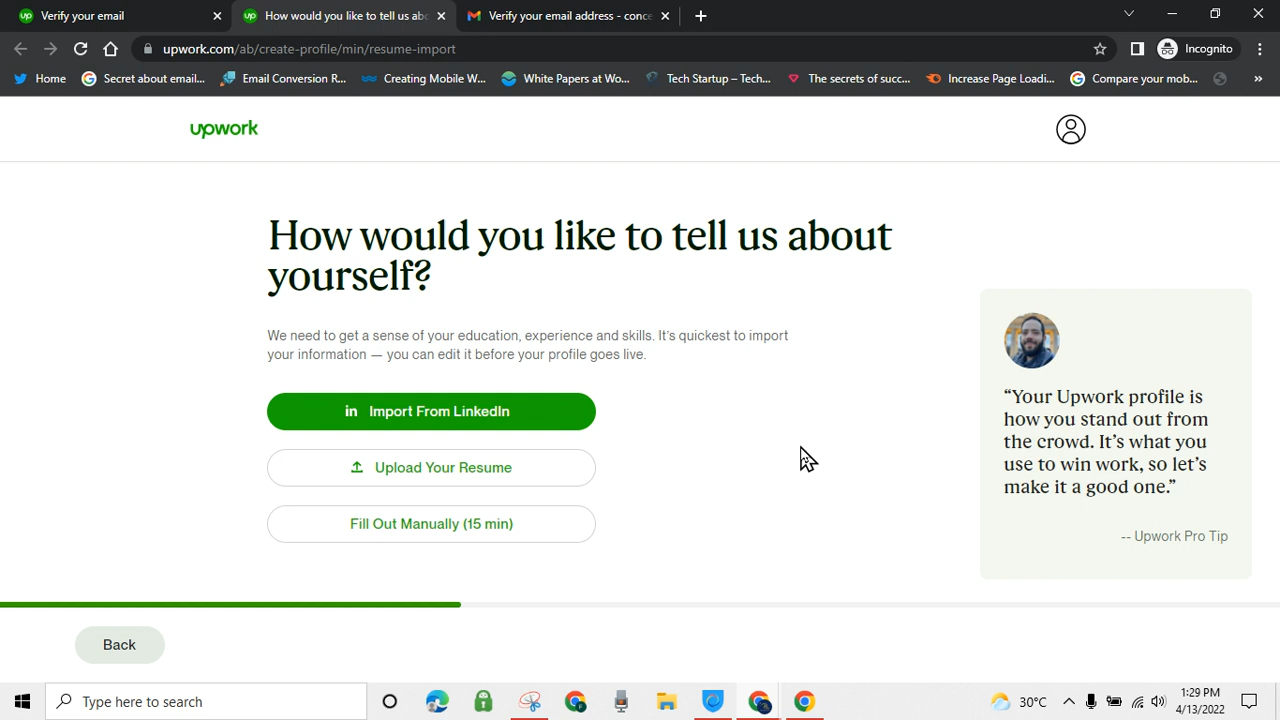 Verify your email
How would you like to tell us abo
Verify your email address - conce
Incognito
upwork.com/ab/create-profile/min/resume-import
Home
Secret about email...
Email Conversion R...
Creating Mobile W...
White Papers at Wo...
Tech Startup – Tech...
The secrets of succ...
Increase Page Loadi...
Compare your mob...
»
upwork
How would you like to tell us about
yourself?
We need to get a sense of your education, experience and skills. It's quickest to import
your information — you can edit it before your profile goes live.
in Import From LinkedIn
Upload Your Resume
Fill Out Manually (15 min)
“Your Upwork profile is
how you stand out from
the crowd. It’s what you
use to win work, so let’s
make it a good one.”
-- Upwork Pro Tip
Back
Type here to search
30°C
1:29 PM
4/13/2022